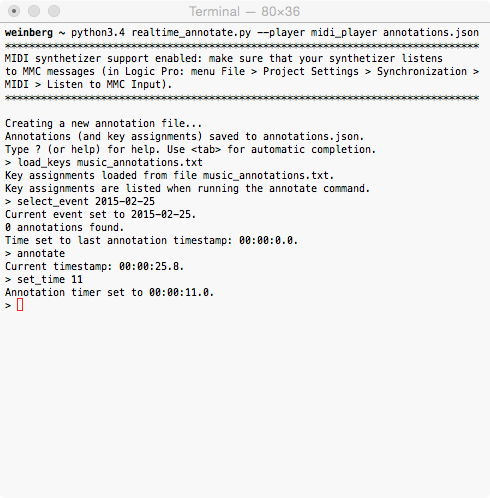 Terminal — 80×36
weinberg ~ python3.4 realtime_annotate.py --player midi_player annotations.json
*******************************************************************************
MIDI synthetizer support enabled: make sure that your synthetizer listens
to MMC messages (in Logic Pro: menu File > Project Settings > Synchronization >
MIDI > Listen to MMC Input).
*******************************************************************************
Creating a new annotation file...
Annotations (and key assignments) saved to annotations.json.
Type ? (or help) for help. Use <tab> for automatic completion.
> load_keys music_annotations.txt
Key assignments loaded from file music_annotations.txt.
Key assignments are listed when running the annotate command.
> select_event 2015-02-25
Current event set to 2015-02-25.
0 annotations found.
Time set to last annotation timestamp: 00:00:0.0.
> annotate
Current timestamp: 00:00:25.8.
> set_time 11
Annotation timer set to 00:00:11.0.
>